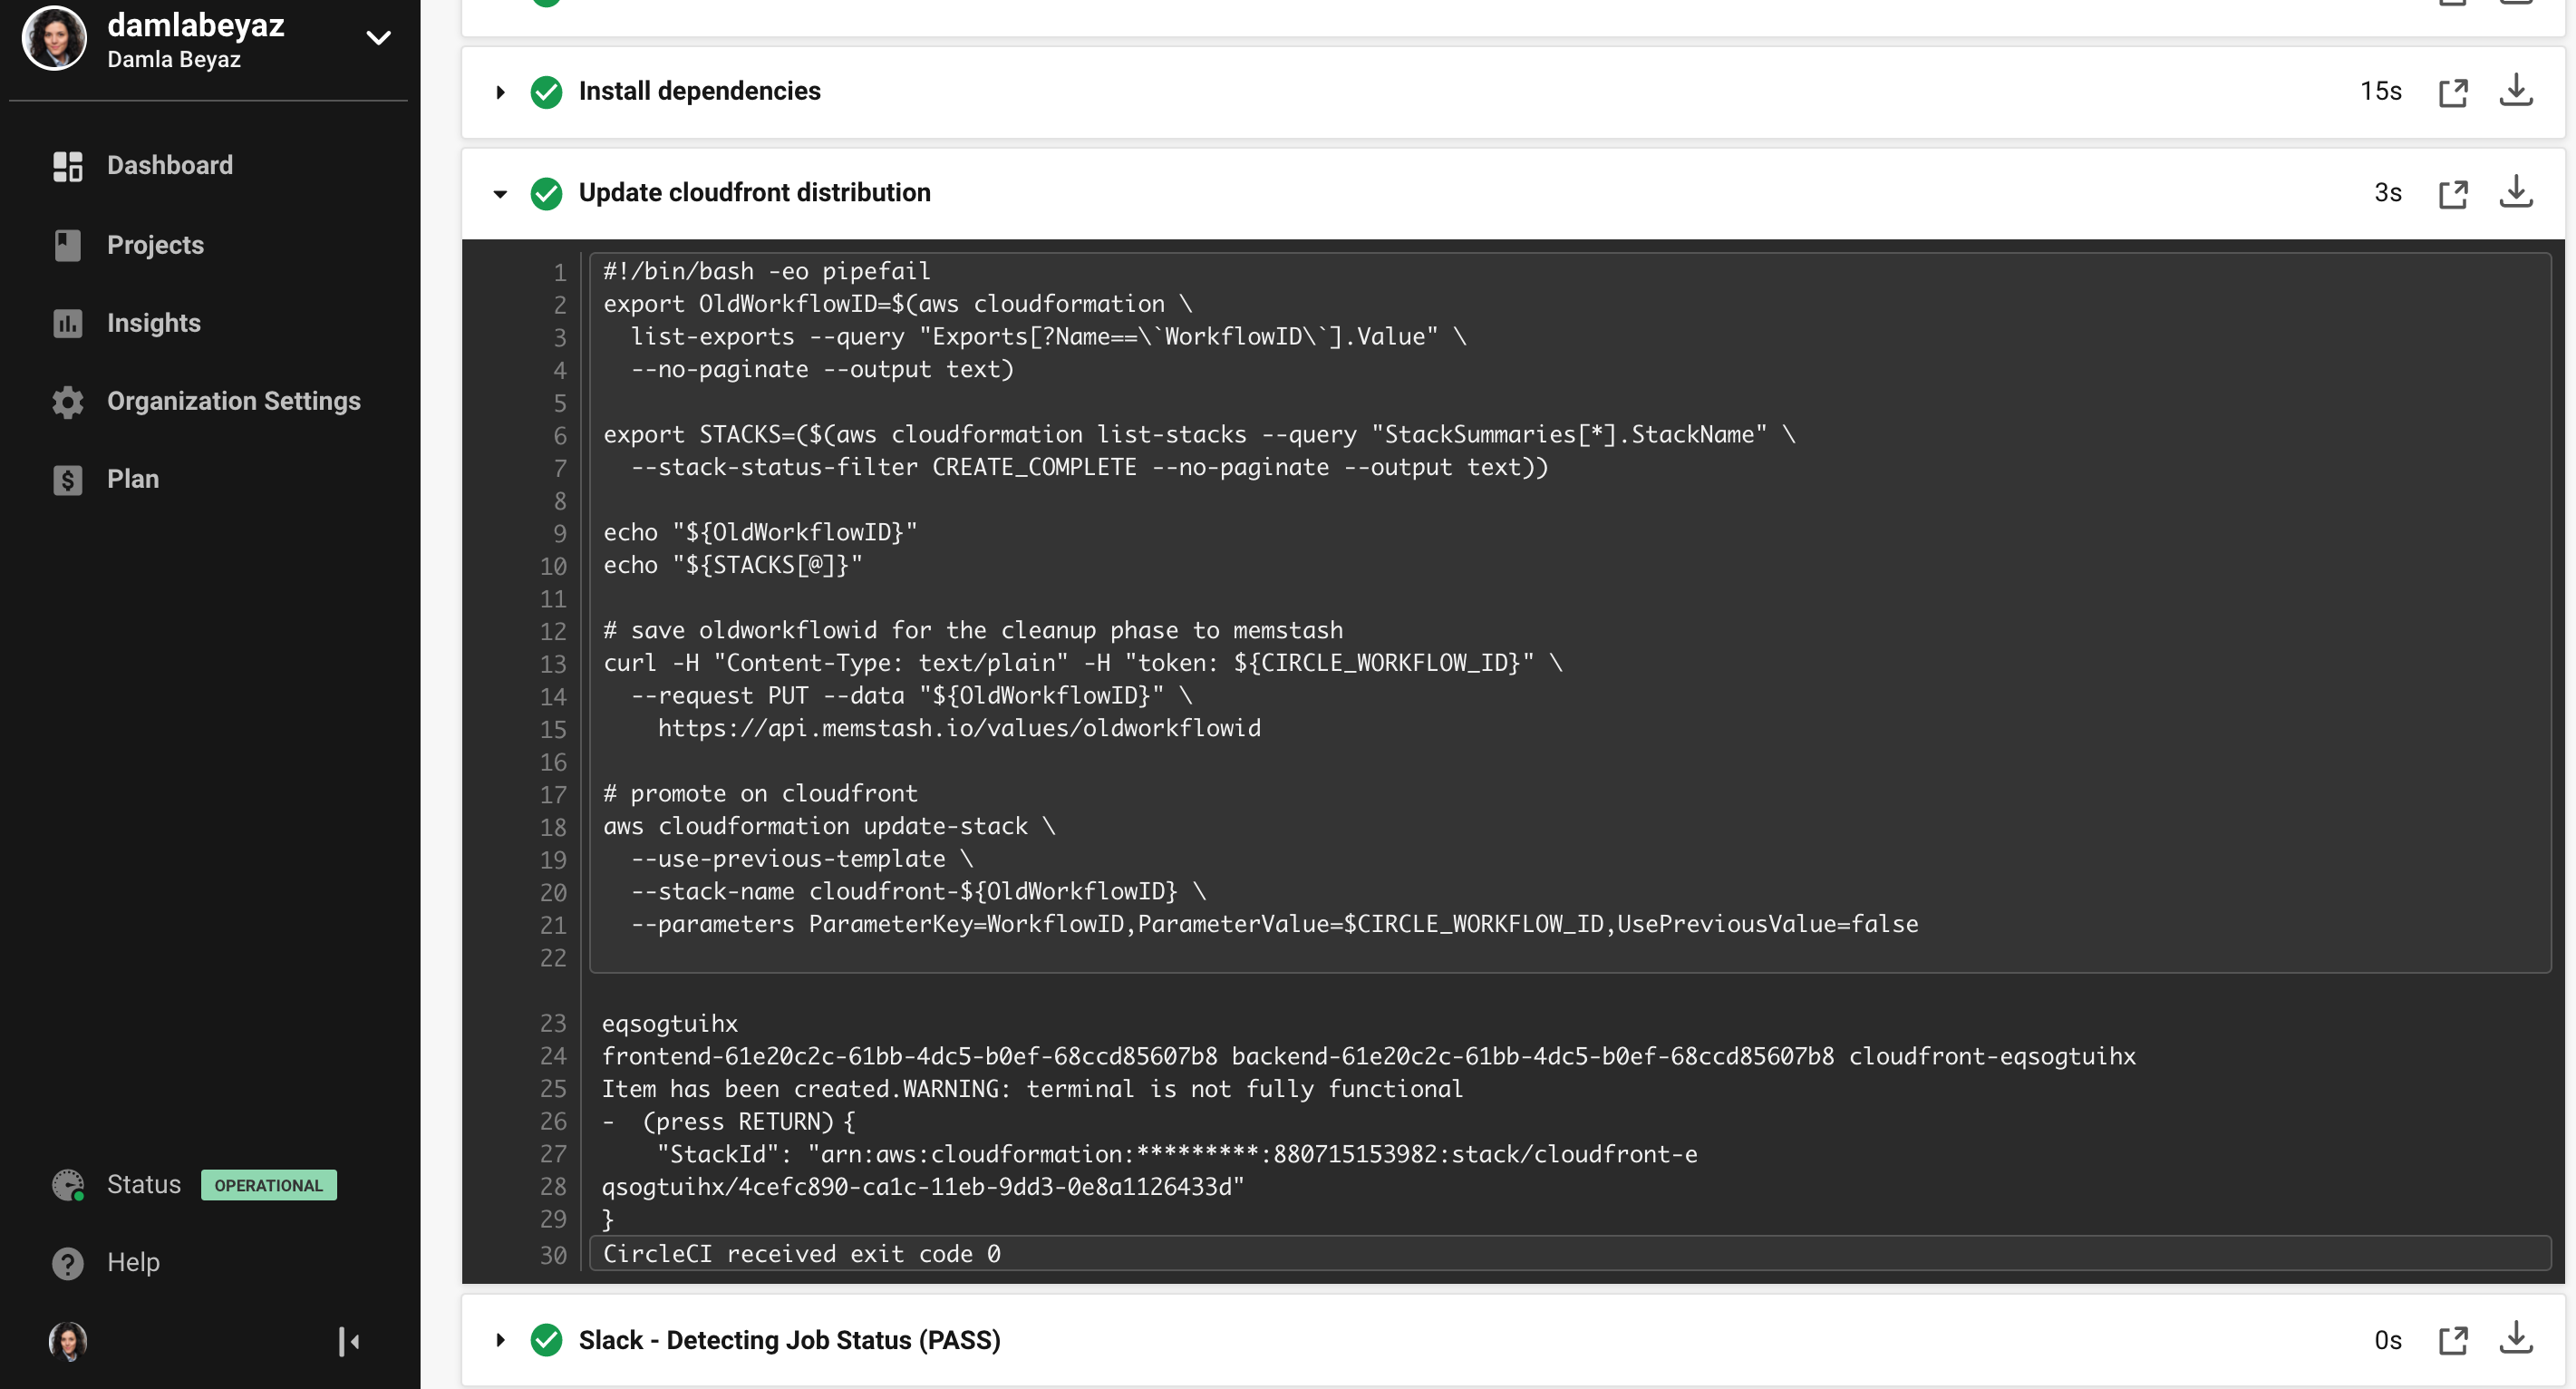 damlabeyaz
Damla Beyaz
Dashboard
Projects
Insights
Organization Settings
Plan
Status OPERATIONAL
Help
Install dependencies 15s
Update cloudfront distribution 3s
1 #!/bin/bash -eo pipefail
2 export OldWorkflowID=$(aws cloudformation \
3   list-exports --query "Exports[?Name==\`WorkflowID\`].Value" \
4   --no-paginate --output text)
5
6 export STACKS=($(aws cloudformation list-stacks --query "StackSummaries[*].StackName" \
7   --stack-status-filter CREATE_COMPLETE --no-paginate --output text))
8
9 echo "${OldWorkflowID}"
10 echo "${STACKS[@]}"
11
12 # save oldworkflowid for the cleanup phase to memstash
13 curl -H "Content-Type: text/plain" -H "token: ${CIRCLE_WORKFLOW_ID}" \
14   --request PUT --data "${OldWorkflowID}" \
15     https://api.memstash.io/values/oldworkflowid
16
17 # promote on cloudfront
18 aws cloudformation update-stack \
19   --use-previous-template \
20   --stack-name cloudfront-${OldWorkflowID} \
21   --parameters ParameterKey=WorkflowID,ParameterValue=$CIRCLE_WORKFLOW_ID,UsePreviousValue=false
22
23 eqsogtuihx
24 frontend-61e20c2c-61bb-4dc5-b0ef-68ccd85607b8 backend-61e20c2c-61bb-4dc5-b0ef-68ccd85607b8 cloudfront-eqsogtuihx
25 Item has been created.WARNING: terminal is not fully functional
26 -  (press RETURN){
27     "StackId": "arn:aws:cloudformation:*********:880715153982:stack/cloudfront-e
28 qsogtuihx/4cefc890-ca1c-11eb-9dd3-0e8a1126433d"
29 }
30 CircleCI received exit code 0
Slack - Detecting Job Status (PASS) 0s